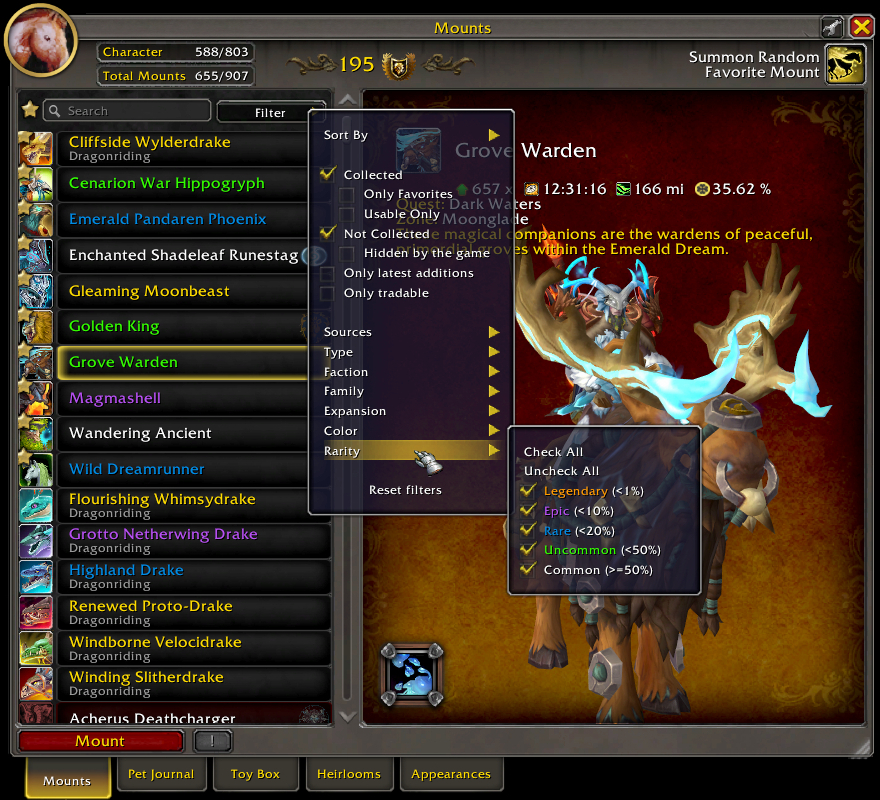 Mounts
Character 588/803
Total Mounts 655/907
195
Summon Random
Favorite Mount
Search
Filter
Cliffside Wylderdrake
Dragonriding
Cenarion War Hippogryph
Emerald Pandaren Phoenix
Enchanted Shadeleaf Runestag
Gleaming Moonbeast
Golden King
Grove Warden
Magmashell
Wandering Ancient
Wild Dreamrunner
Flourishing Whimsydrake
Dragonriding
Grotto Netherwing Drake
Dragonriding
Highland Drake
Dragonriding
Renewed Proto-Drake
Dragonriding
Windborne Velocidrake
Dragonriding
Winding Slitherdrake
Dragonriding
Acherus Deathcharger
Sort By
Collected
Only Favorites
Usable Only
Not Collected
Hidden by the game
Only latest additions
Only tradable
Sources
Type
Faction
Family
Expansion
Color
Rarity
Reset filters
Grove Warden
657 x 12:31:16 166 mi 35.62 %
Quest: Dark Waters
Zone: Moonglade
magical companions are the wardens of peaceful,
primordial groves within the Emerald Dream.
Check All
Uncheck All
Legendary (<1%)
Epic (<10%)
Rare (<20%)
Uncommon (<50%)
Common (>=50%)
Mount
!
Mounts
Pet Journal
Toy Box
Heirlooms
Appearances